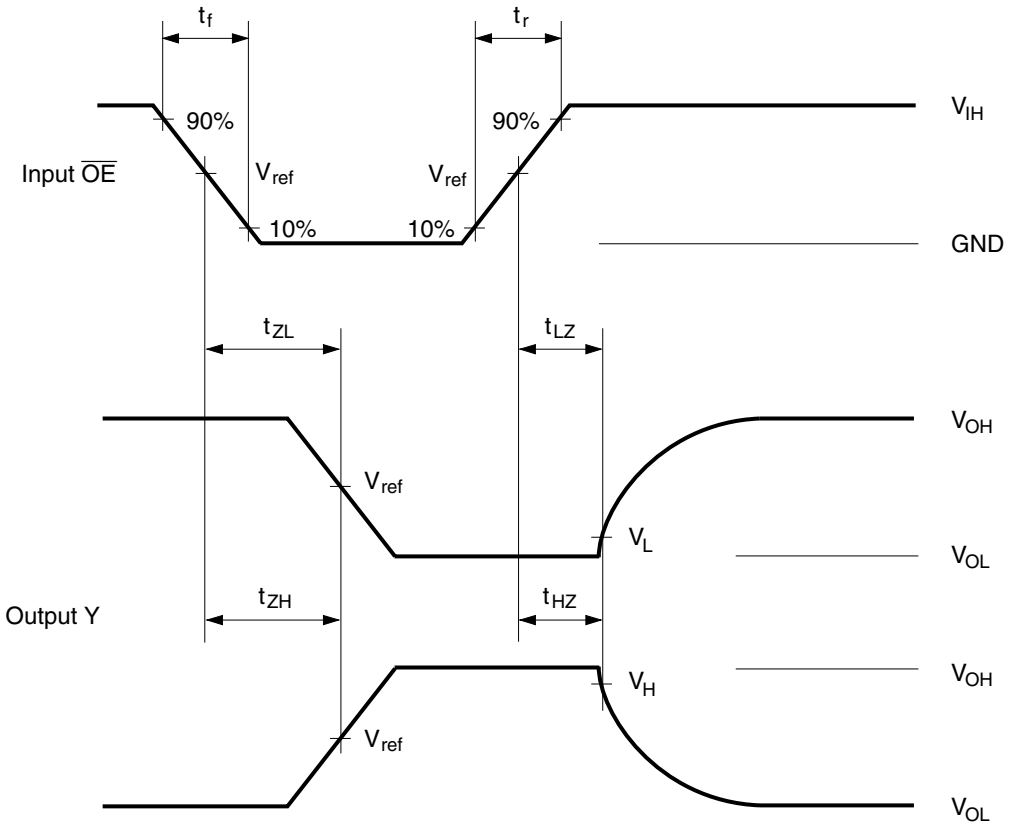 tf
tr
90%
90%
VIH
Input OE
Vref
Vref
10%
10%
GND
tZL
tLZ
VOH
Vref
VL
VOL
tZH
tHZ
Output Y
VH
VOH
Vref
VOL